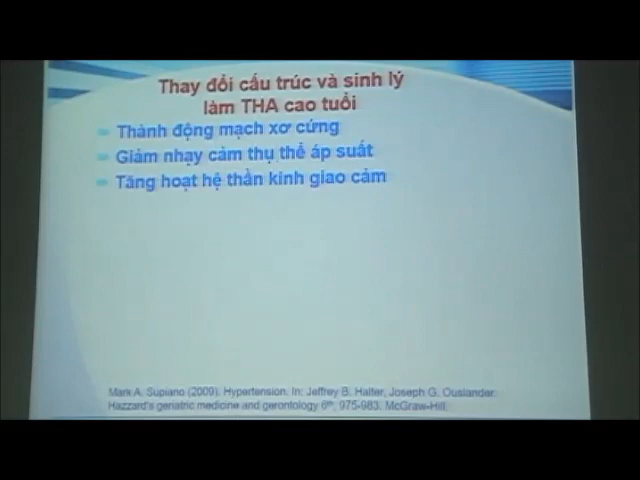 Thay đổi cấu trúc và sinh lý
làm THA cao tuổi
Thành động mạch xơ cứng
Giảm nhạy cảm thụ thể áp suất
Tăng hoạt hệ thần kinh giao cảm
Mark A. Supiano (2009). Hypertension. In: Jeffrey B. Halter, Joseph G. Ouslander.
Hazzard's geriatric medicine and gerontology 6th, 975-983. McGraw-Hill.